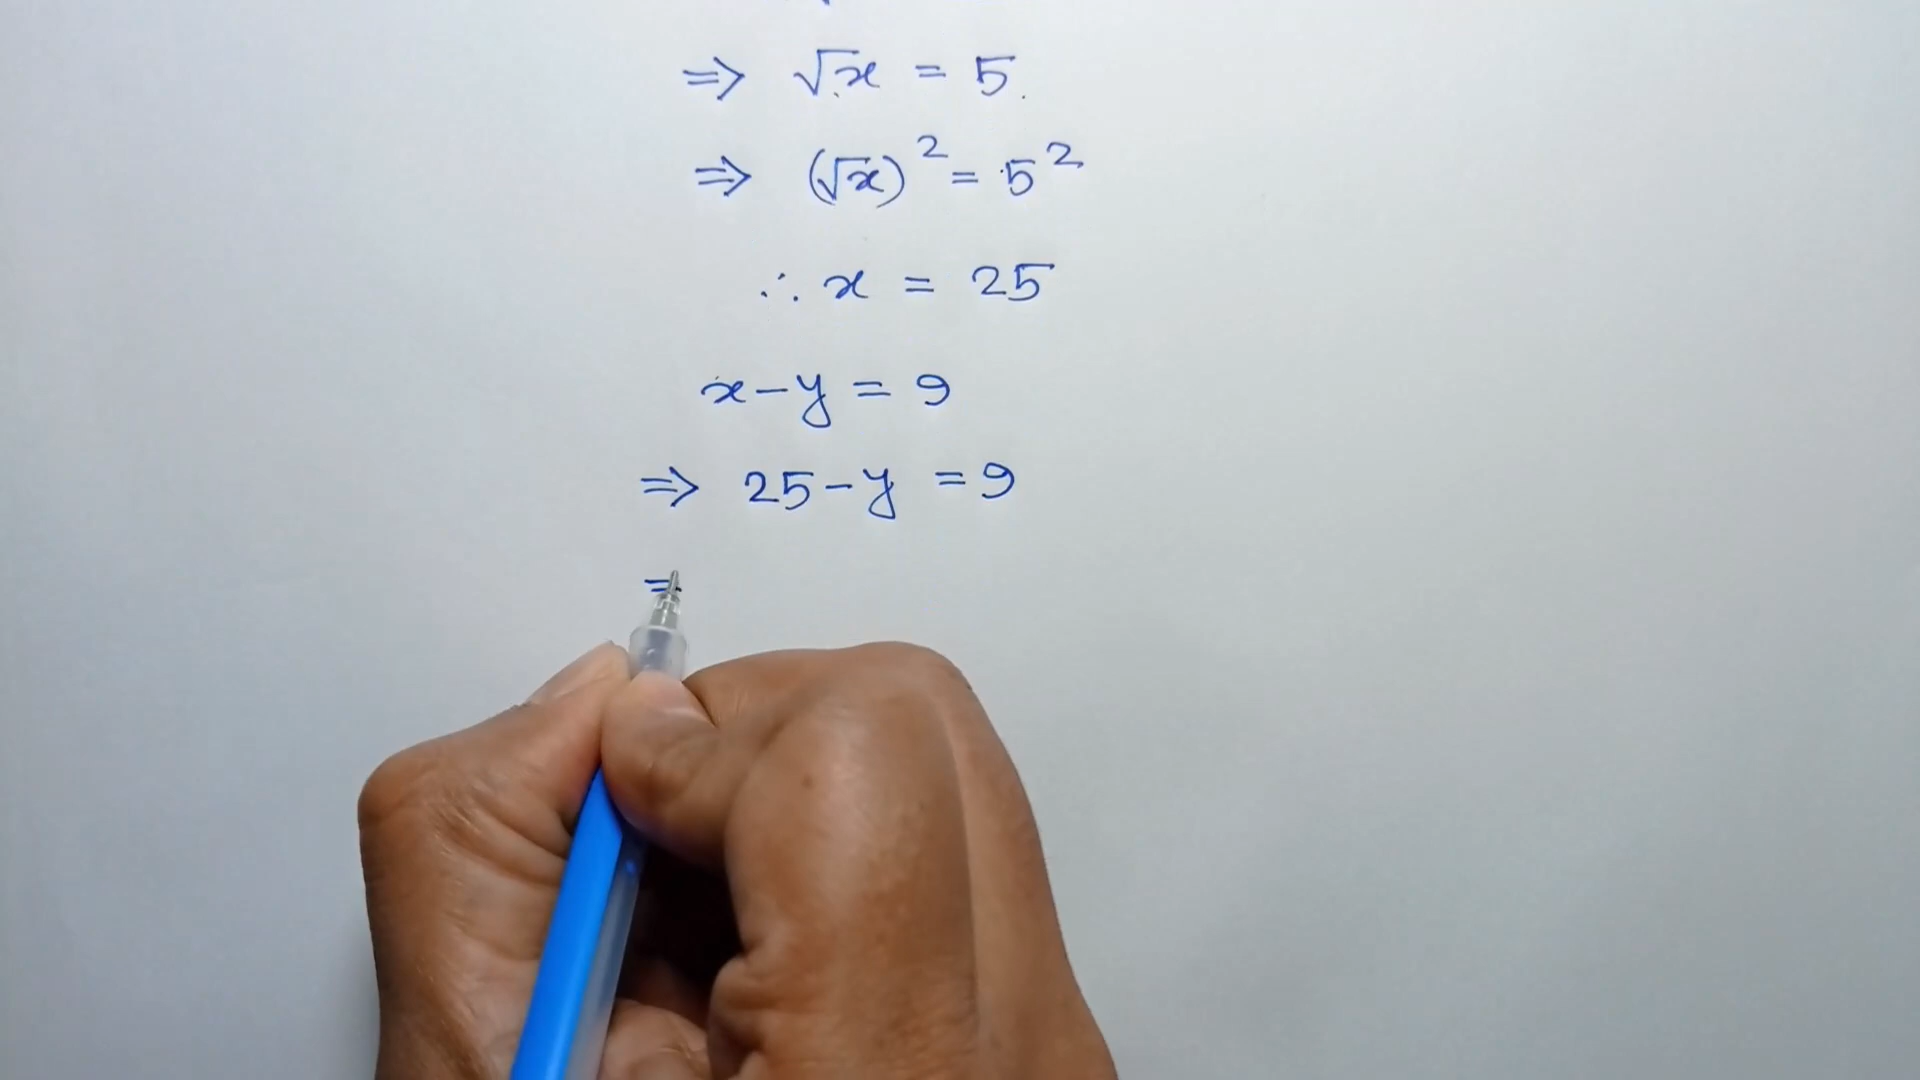 ⇒ √x = 5
⇒ (√x)² = 5²
∴ x = 25
x - y = 9
⇒ 25 - y = 9
=